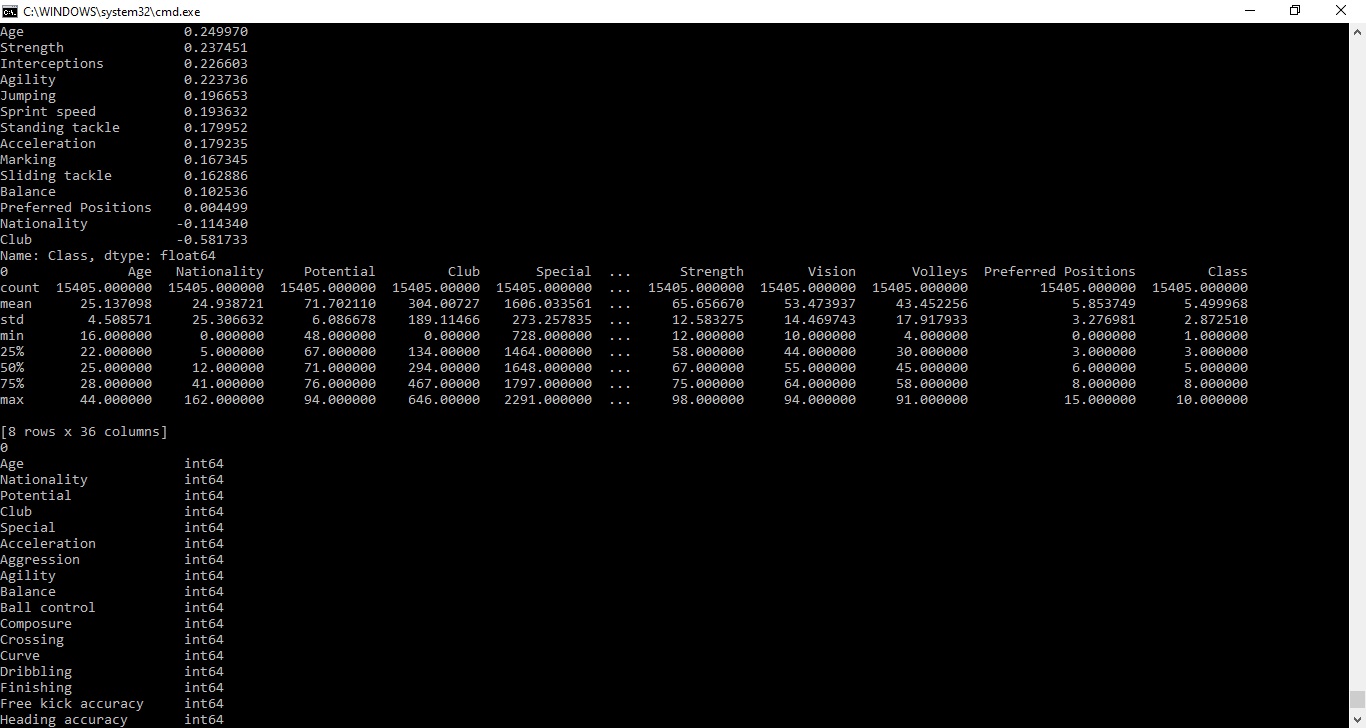 C:\WINDOWS\system32\cmd.exe
Age                    0.249970
Strength               0.237451
Interceptions          0.226603
Agility                0.223736
Jumping                0.196653
Sprint speed           0.193632
Standing tackle        0.179952
Acceleration           0.179235
Marking                0.167345
Sliding tackle         0.162886
Balance                0.102536
Preferred Positions    0.004499
Nationality           -0.114340
Club                  -0.581733
Name: Class, dtype: float64
0               Age   Nationality     Potential         Club       Special  ...      Strength        Vision       Volleys  Preferred Positions         Class
count  15405.000000  15405.000000  15405.000000  15405.00000  15405.000000  ...  15405.000000  15405.000000  15405.000000         15405.000000  15405.000000
mean      25.137098     24.938721     71.702110    304.00727   1606.033561  ...     65.656670     53.473937     43.452256             5.853749      5.499968
std        4.508571     25.306632      6.086678    189.11466    273.257835  ...     12.583275     14.469743     17.917933             3.276981      2.872510
min       16.000000      0.000000     48.000000      0.00000    728.000000  ...     12.000000     10.000000      4.000000             0.000000      1.000000
25%       22.000000      5.000000     67.000000    134.00000   1464.000000  ...     58.000000     44.000000     30.000000             3.000000      3.000000
50%       25.000000     12.000000     71.000000    294.00000   1648.000000  ...     67.000000     55.000000     45.000000             6.000000      5.000000
75%       28.000000     41.000000     76.000000    467.00000   1797.000000  ...     75.000000     64.000000     58.000000             8.000000      8.000000
max       44.000000    162.000000     94.000000    646.00000   2291.000000  ...     98.000000     94.000000     91.000000            15.000000     10.000000
[8 rows x 36 columns]
0
Age                    int64
Nationality            int64
Potential              int64
Club                   int64
Special                int64
Acceleration           int64
Aggression             int64
Agility                int64
Balance                int64
Ball control           int64
Composure              int64
Crossing               int64
Curve                  int64
Dribbling              int64
Finishing              int64
Free kick accuracy     int64
Heading accuracy       int64